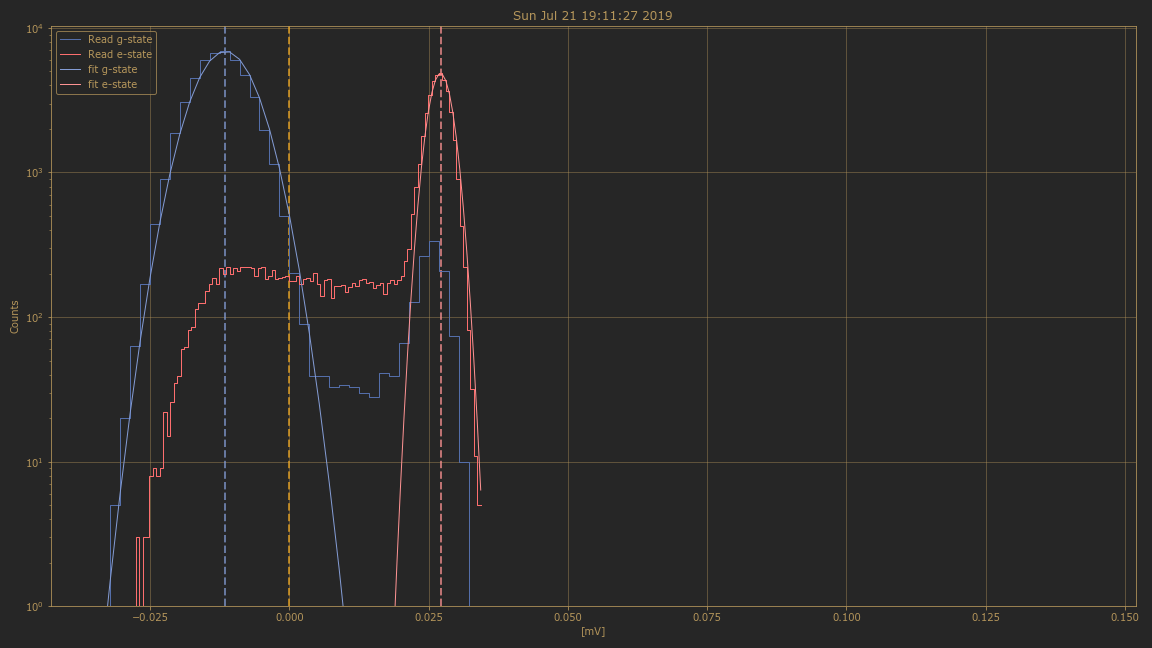 Sun Jul 21 19:11:27 2019
Read g-state
Read e-state
fit g-state
fit e-state
Counts
10⁴
10³
10²
10¹
10⁰
−0.025 0.000 0.025 0.050 0.075 0.100 0.125 0.150
[mV]